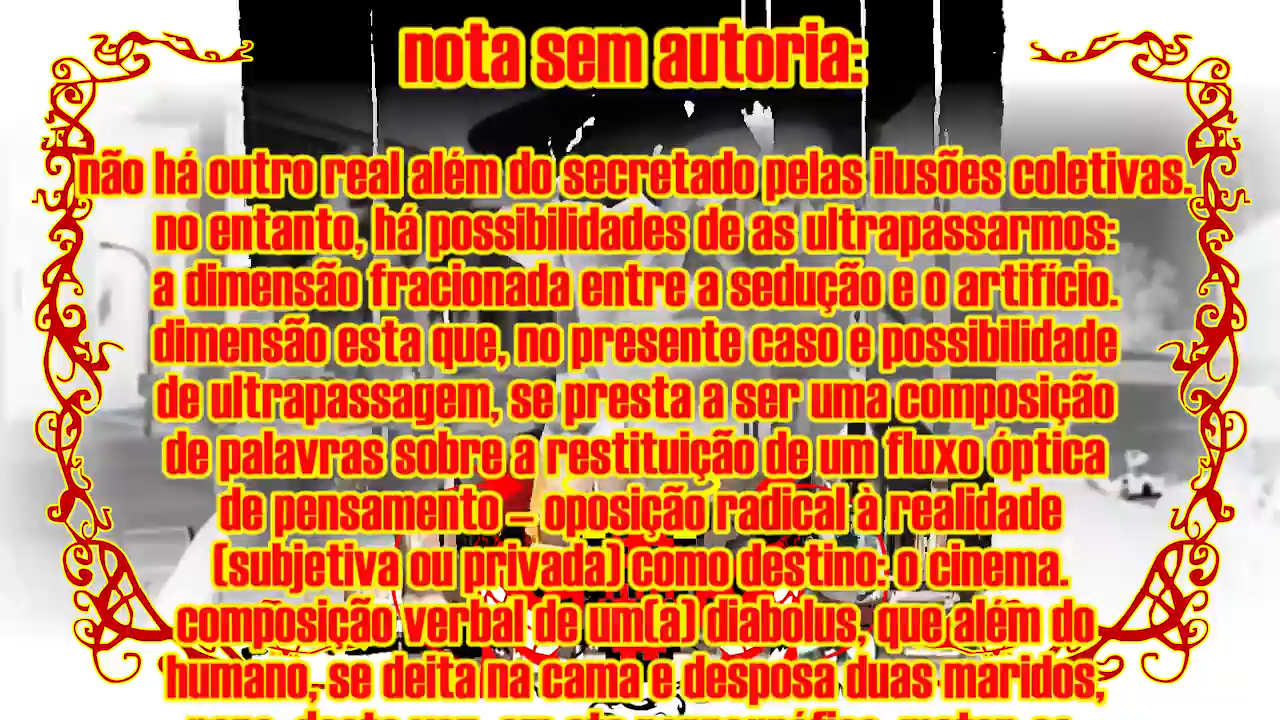 nota sem autoria:
não há outro real além do secretado pelas ilusões coletivas.
no entanto, há possibilidades de as ultrapassarmos:
a dimensão fracionada entre a sedução e o artifício.
dimensão esta que, no presente caso e possibilidade
de ultrapassagem, se presta a ser uma composição
de palavras sobre a restituição de um fluxo óptica
de pensamento – oposição radical à realidade
(subjetiva ou privada) como destino: o cinema.
composição verbal de um(a) diabolus, que além do
humano, se deita na cama e desposa duas maridos,